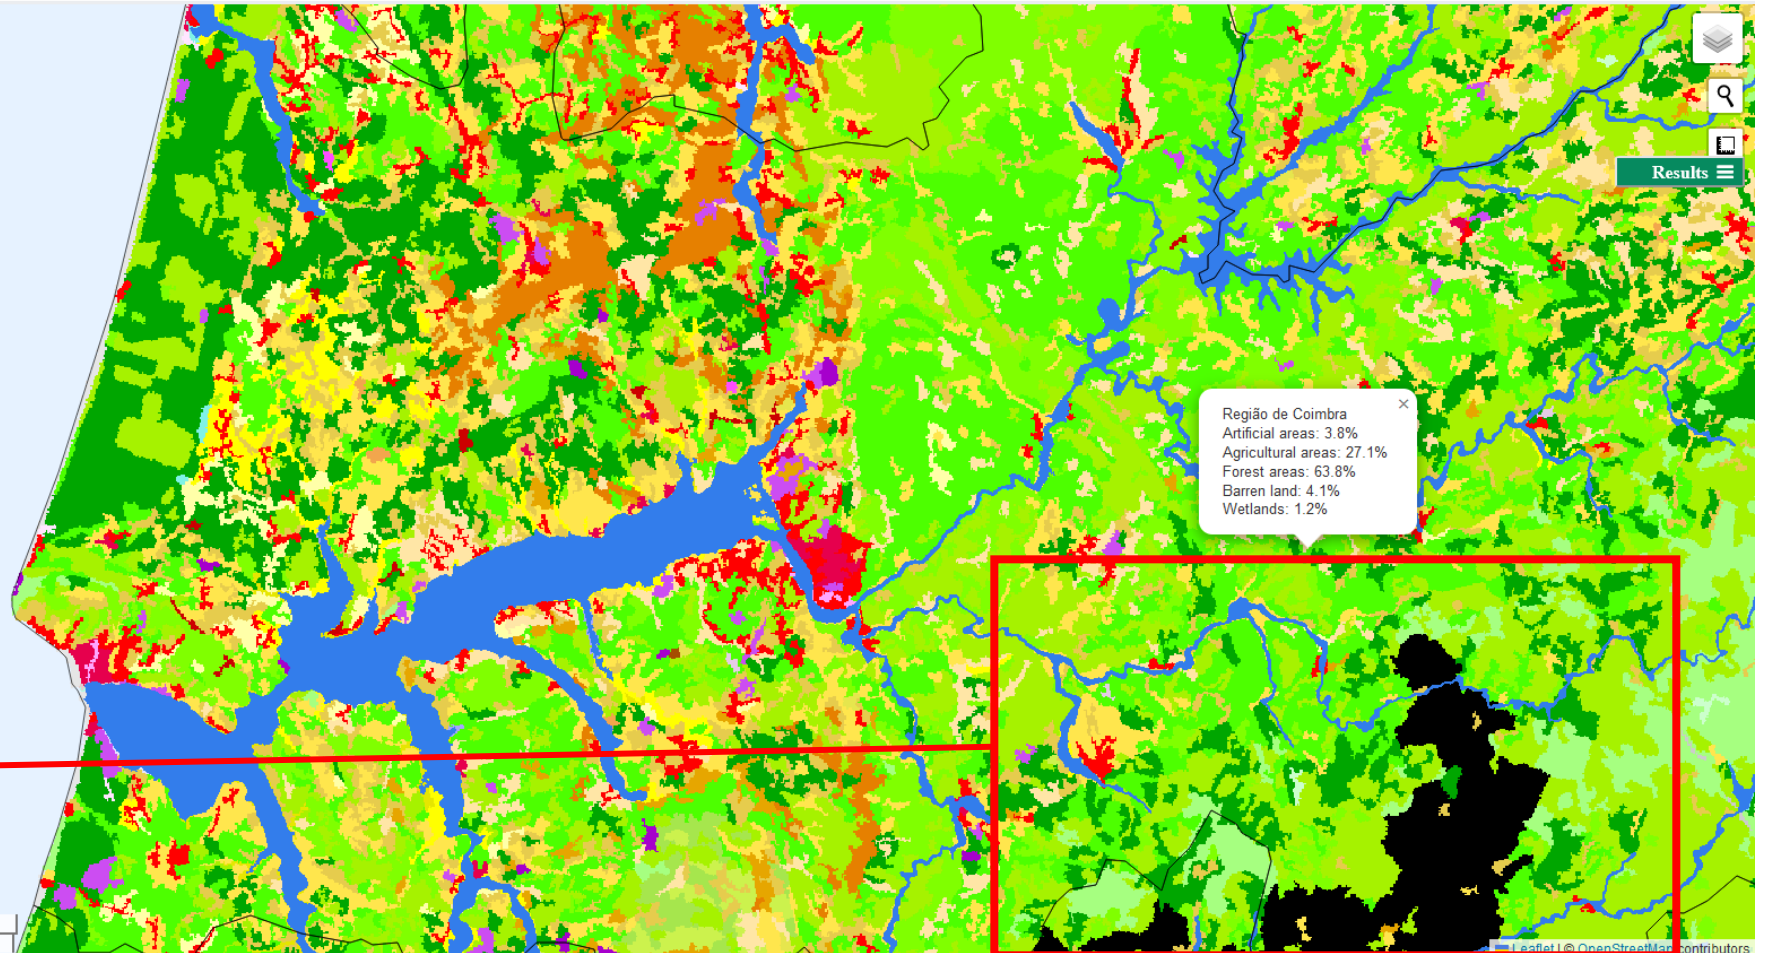 Results
Região de Coimbra
Artificial areas: 3.8%
Agricultural areas: 27.1%
Forest areas: 63.8%
Barren land: 4.1%
Wetlands: 1.2%
Leaflet | © OpenStreetMap contributors